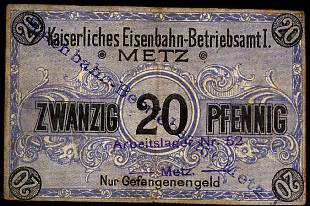 20 20
Kaiserliches Eisenbahn-Betriebsamt I.
METZ
ZWANZIG 20 PFENNIG
Arbeitslager Nr. 52
Metz.
Nur Gefangenengeld
20 20